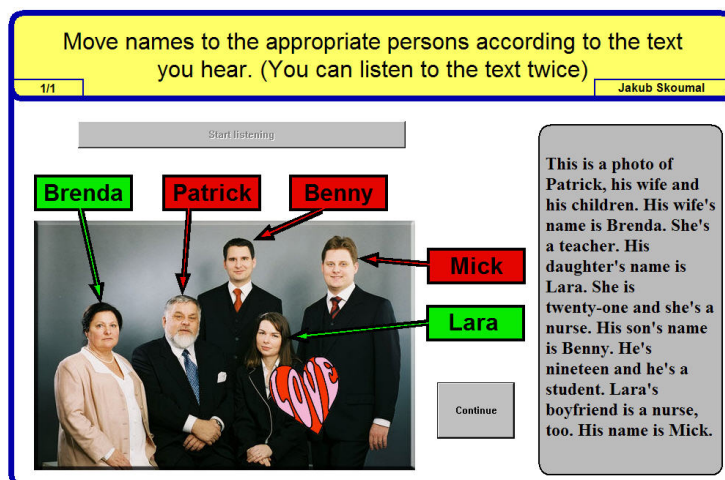 Move names to the appropriate persons according to the text
you hear. (You can listen to the text twice)
1/1
Jakub Skoumal
Start listening
Brenda
Patrick
Benny
Mick
Lara
LOVE
Continue
This is a photo of
Patrick, his wife and
his children. His wife's
name is Brenda. She's
a teacher. His
daughter's name is
Lara. She is
twenty-one and she's a
nurse. His son's name
is Benny. He's
nineteen and he's a
student. Lara's
boyfriend is a nurse,
too. His name is Mick.